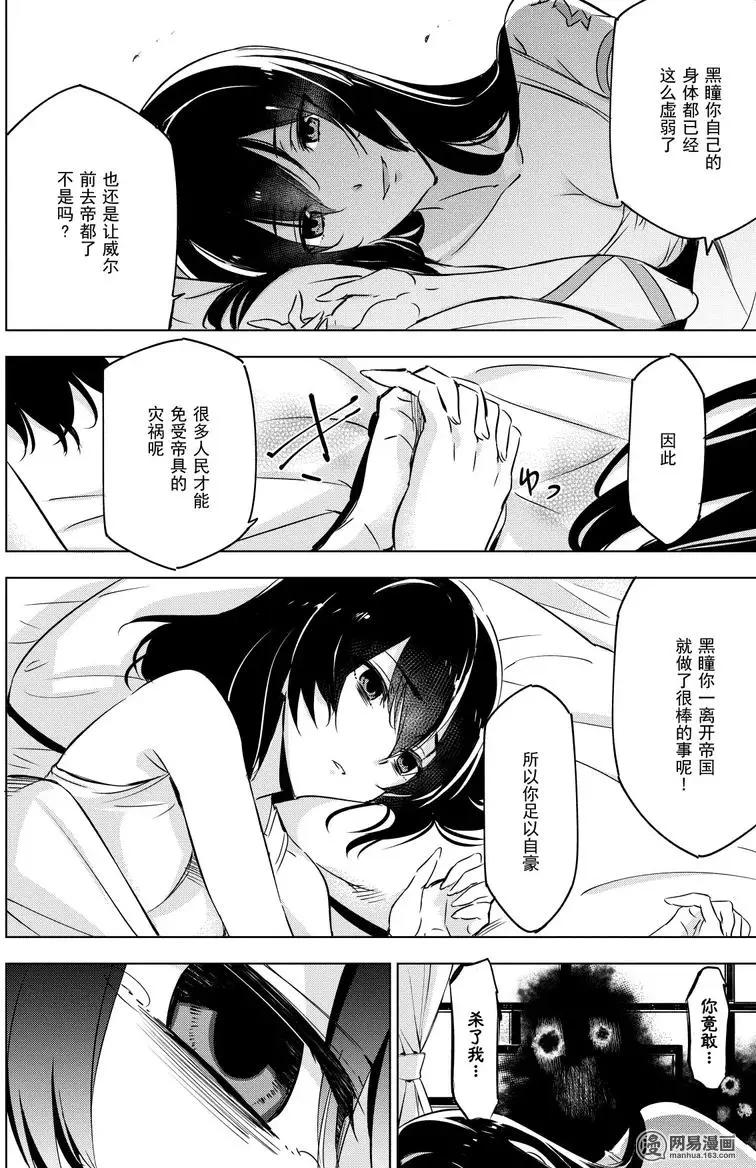 黑瞳你自己的
身体都已经
这么虚弱了
也还是让威尔
前去帝都了
不是吗？
因此
很多人民才能
免受帝具的
灾祸呢
ギ
ゆっ
黑瞳你一离开帝国
就做了很棒的事呢！
所以你足以自豪
你竟敢…
杀了我…
漫
网易漫画
manhua.163.com